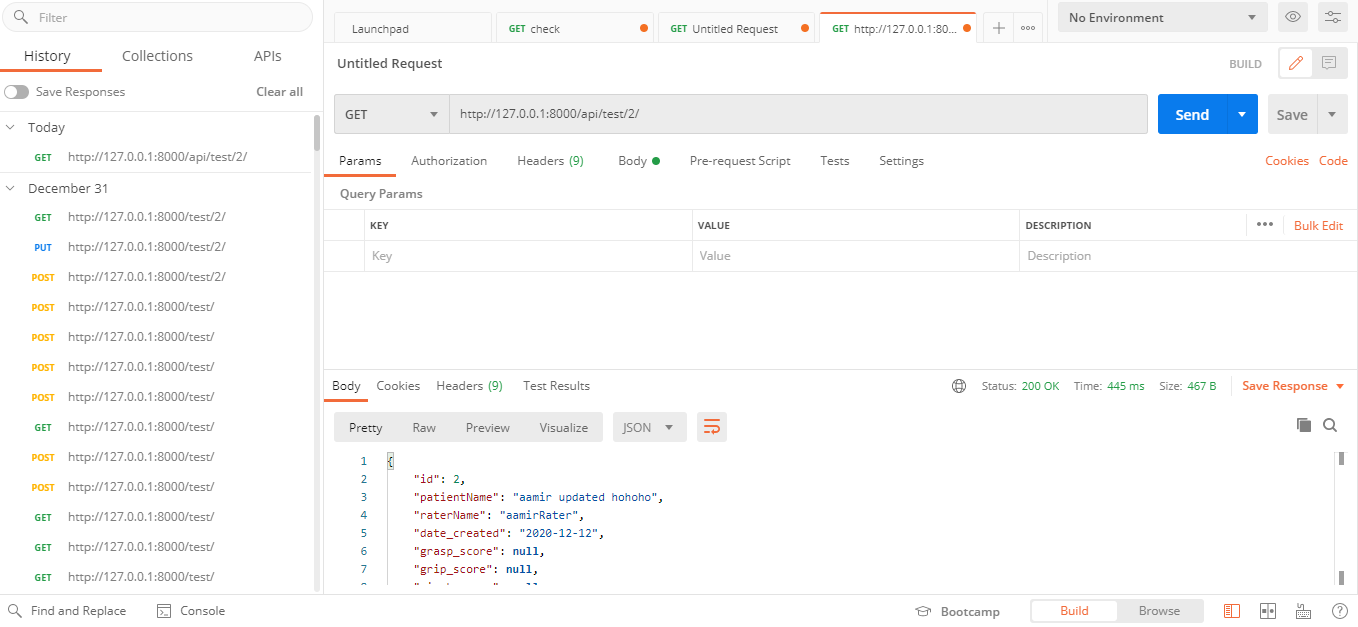 Filter
History Collections APIs
Save Responses Clear all
Today
GET http://127.0.0.1:8000/api/test/2/
December 31
GET http://127.0.0.1:8000/test/2/
PUT http://127.0.0.1:8000/test/2/
POST http://127.0.0.1:8000/test/2/
POST http://127.0.0.1:8000/test/
POST http://127.0.0.1:8000/test/
POST http://127.0.0.1:8000/test/
POST http://127.0.0.1:8000/test/
GET http://127.0.0.1:8000/test/
POST http://127.0.0.1:8000/test/
POST http://127.0.0.1:8000/test/
GET http://127.0.0.1:8000/test/
GET http://127.0.0.1:8000/test/
GET http://127.0.0.1:8000/test/
Launchpad GET check GET Untitled Request GET http://127.0.0.1:80... No Environment
Untitled Request BUILD
GET http://127.0.0.1:8000/api/test/2/ Send Save
Params Authorization Headers (9) Body Pre-request Script Tests Settings Cookies Code
Query Params
KEY VALUE DESCRIPTION Bulk Edit
Key Value Description
Body Cookies Headers (9) Test Results Status: 200 OK Time: 445 ms Size: 467 B Save Response
Pretty Raw Preview Visualize JSON
1 {
2 "id": 2,
3 "patientName": "aamir updated hohoho",
4 "raterName": "aamirRater",
5 "date_created": "2020-12-12",
6 "grasp_score": null,
7 "grip_score": null,
Find and Replace Console Bootcamp Build Browse